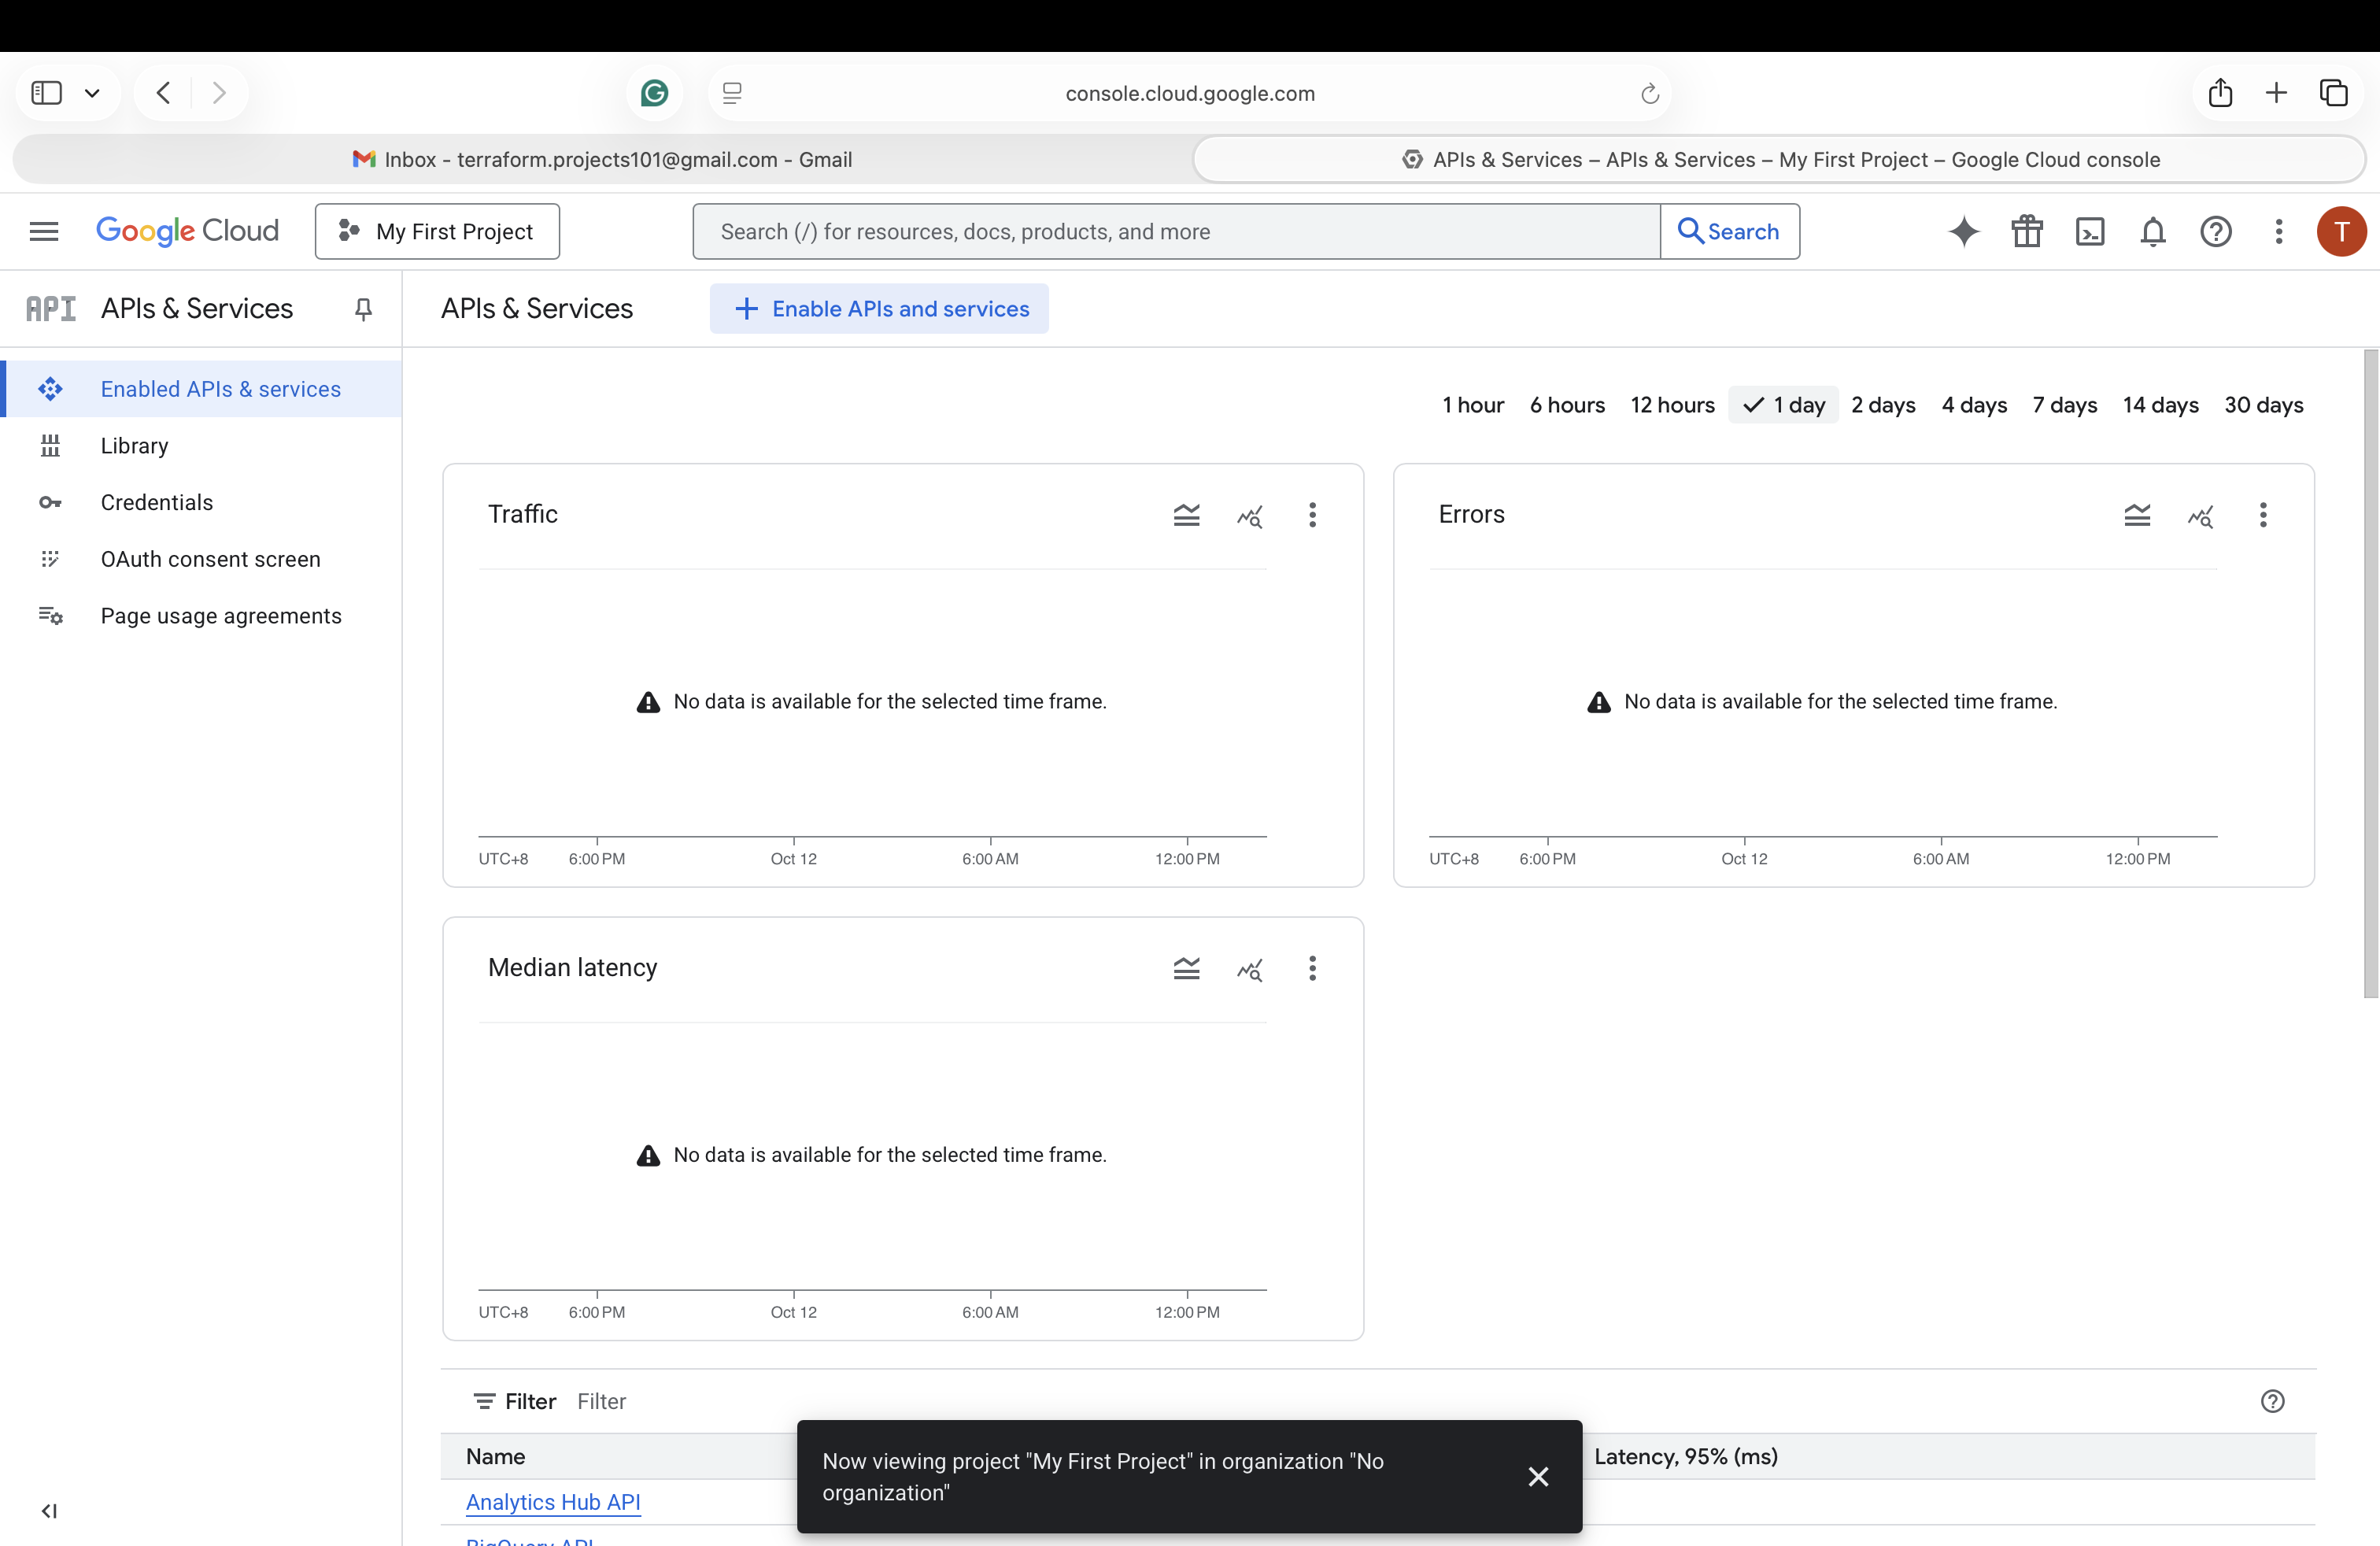 console.cloud.google.com
Inbox - terraform.projects101@gmail.com - Gmail
APIs & Services – APIs & Services – My First Project – Google Cloud console
Google Cloud
My First Project
Search (/) for resources, docs, products, and more
Search
T
API
APIs & Services
APIs & Services
Enable APIs and services
Enabled APIs & services
Library
Credentials
OAuth consent screen
Page usage agreements
1 hour 6 hours 12 hours 1 day 2 days 4 days 7 days 14 days 30 days
Traffic
No data is available for the selected time frame.
UTC+8 6:00 PM Oct 12 6:00 AM 12:00 PM
Errors
No data is available for the selected time frame.
UTC+8 6:00 PM Oct 12 6:00 AM 12:00 PM
Median latency
No data is available for the selected time frame.
UTC+8 6:00 PM Oct 12 6:00 AM 12:00 PM
Filter Filter
Name
Latency, 95% (ms)
Analytics Hub API
BigQuery API
Now viewing project "My First Project" in organization "No
organization"